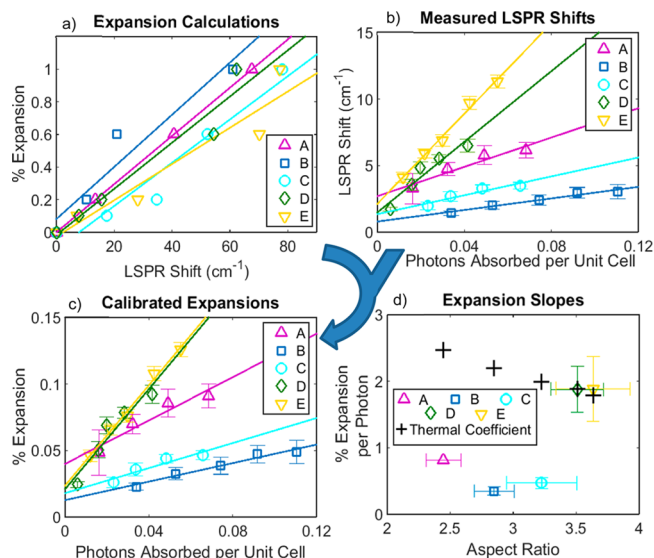 a) Expansion Calculations
% Expansion
1
0.8
0.6
0.4
0.2
0
0 20 40 60 80
LSPR Shift (cm-1)
A
B
C
D
E
b) Measured LSPR Shifts
LSPR Shift (cm-1)
15
10
5
0
0 0.04 0.08 0.12
Photons Absorbed per Unit Cell
A
B
C
D
E
c) Calibrated Expansions
% Expansion
0.15
0.1
0.05
0
0 0.04 0.08 0.12
Photons Absorbed per Unit Cell
A
B
C
D
E
d) Expansion Slopes
% Expansion
per Photon
3
2
1
0
2 2.5 3 3.5 4
Aspect Ratio
A B C
D E
Thermal Coefficient